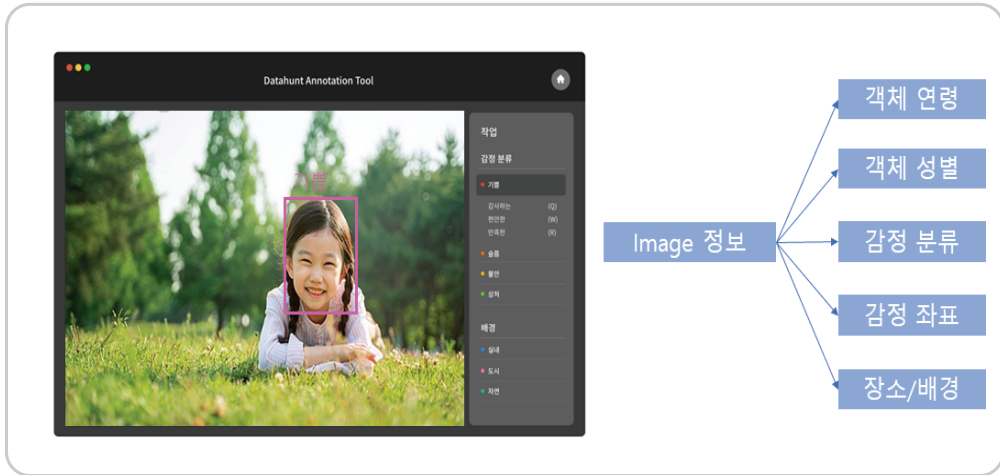 Datahunt Annotation Tool
기쁨
작업
감정 분류
기쁨
감사하는 (Q)
편안한 (W)
만족한 (R)
슬픔
불안
상처
배경
실내
도시
자연
Image 정보
객체 연령
객체 성별
감정 분류
감정 좌표
장소/배경